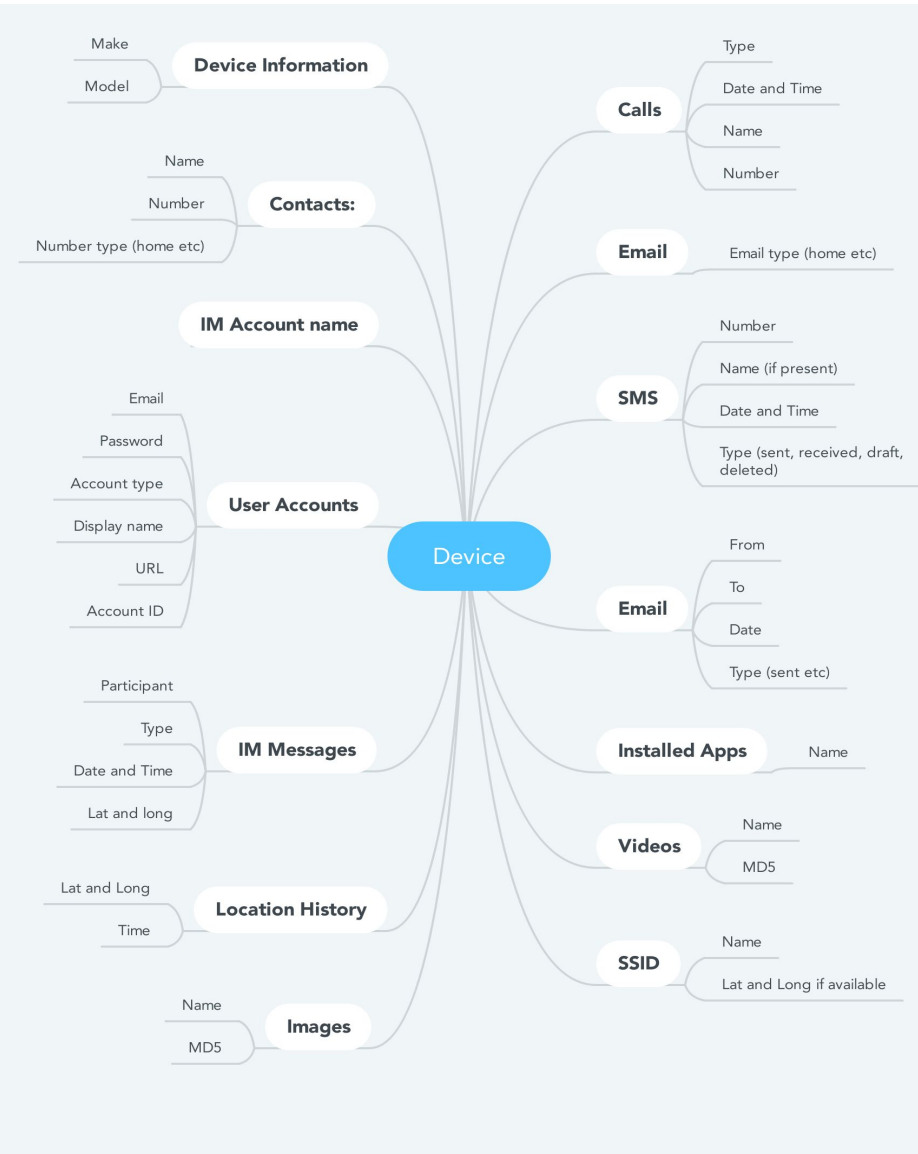 Device
Device Information
Make
Model
Contacts:
Name
Number
Number type (home etc)
IM Account name
User Accounts
Email
Password
Account type
Display name
URL
Account ID
IM Messages
Participant
Type
Date and Time
Lat and long
Location History
Lat and Long
Time
Images
Name
MD5
Calls
Type
Date and Time
Name
Number
Email
Email type (home etc)
SMS
Number
Name (if present)
Date and Time
Type (sent, received, draft,
deleted)
Email
From
To
Date
Type (sent etc)
Installed Apps
Name
Videos
Name
MD5
SSID
Name
Lat and Long if available